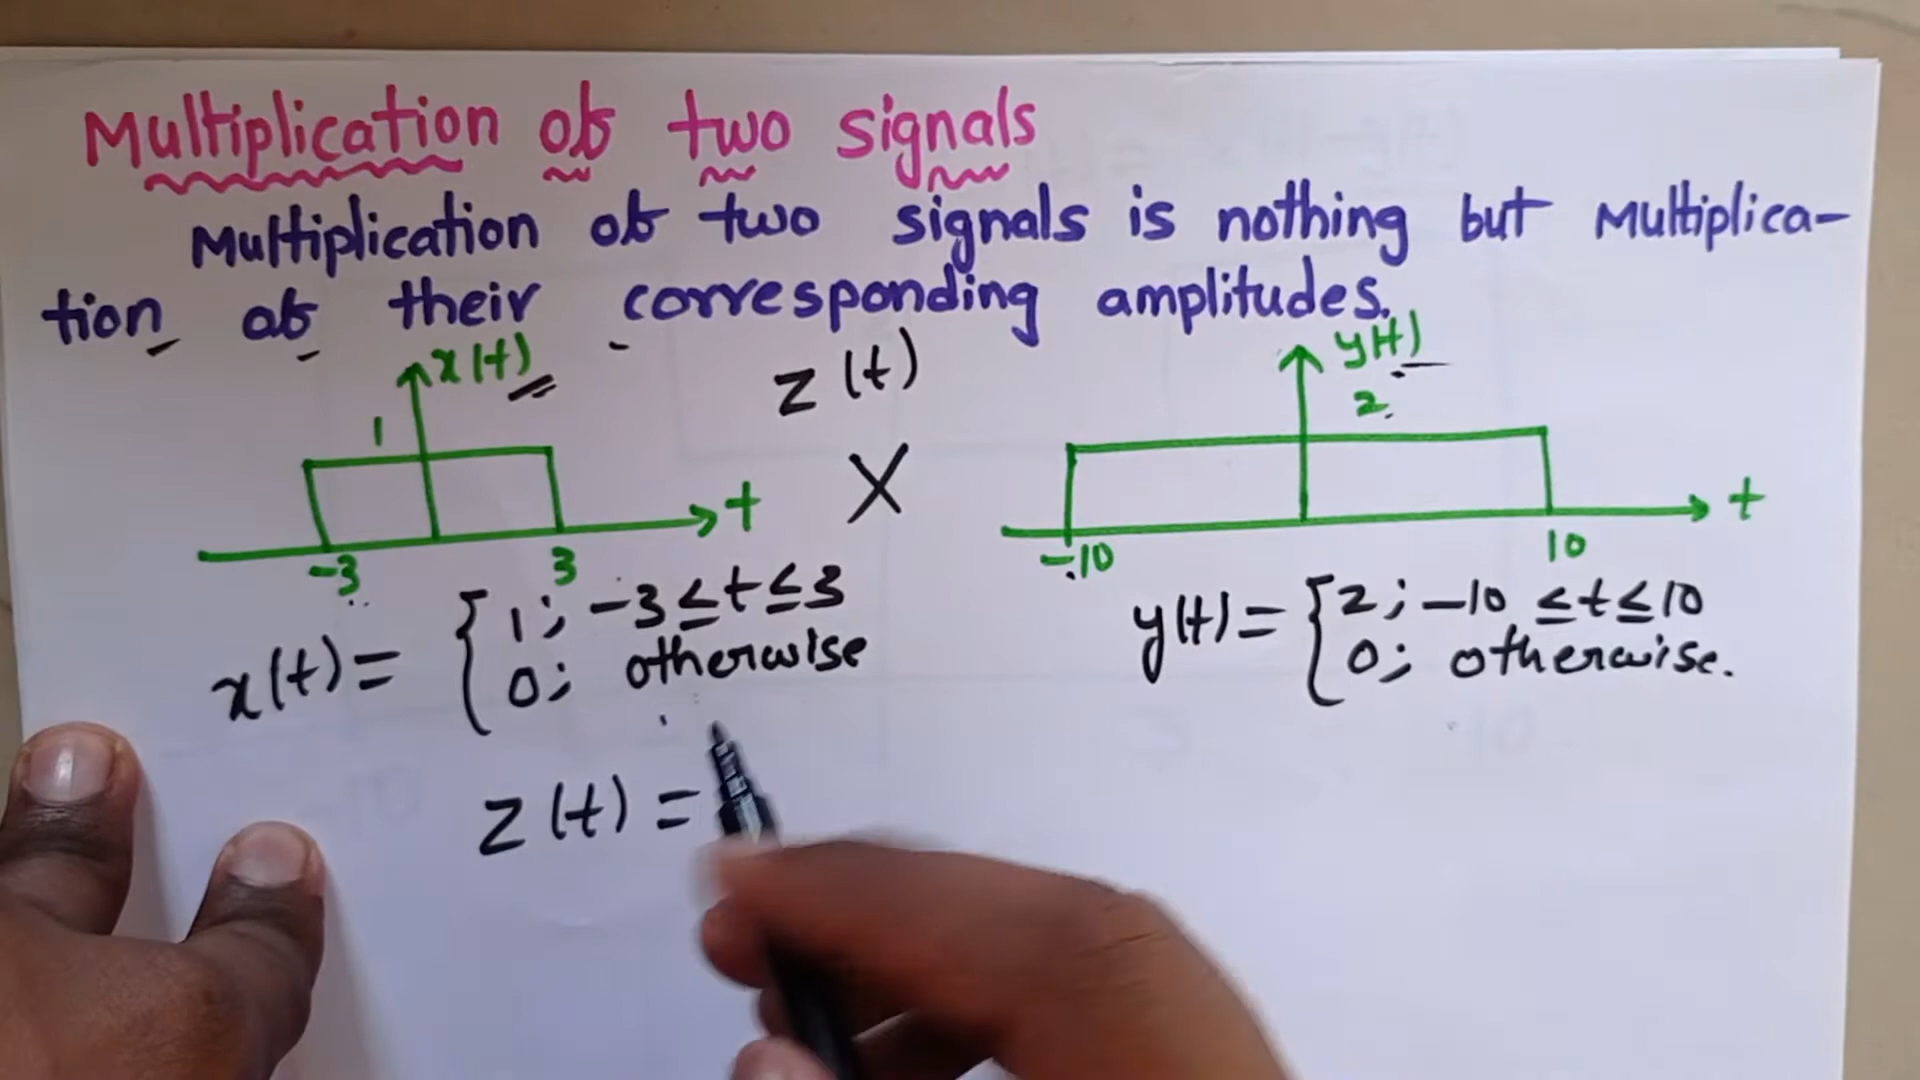 Multiplication of two signals
Multiplication of two signals is nothing but Multiplica-
tion of their corresponding amplitudes.
x(t)
1
-3
3
t
z(t)
X
y(t)
2
-10
10
t
x(t) = { 1; -3 ≤ t ≤ 3
0; otherwise
y(t) = { 2; -10 ≤ t ≤ 10
0; otherwise.
z(t) =